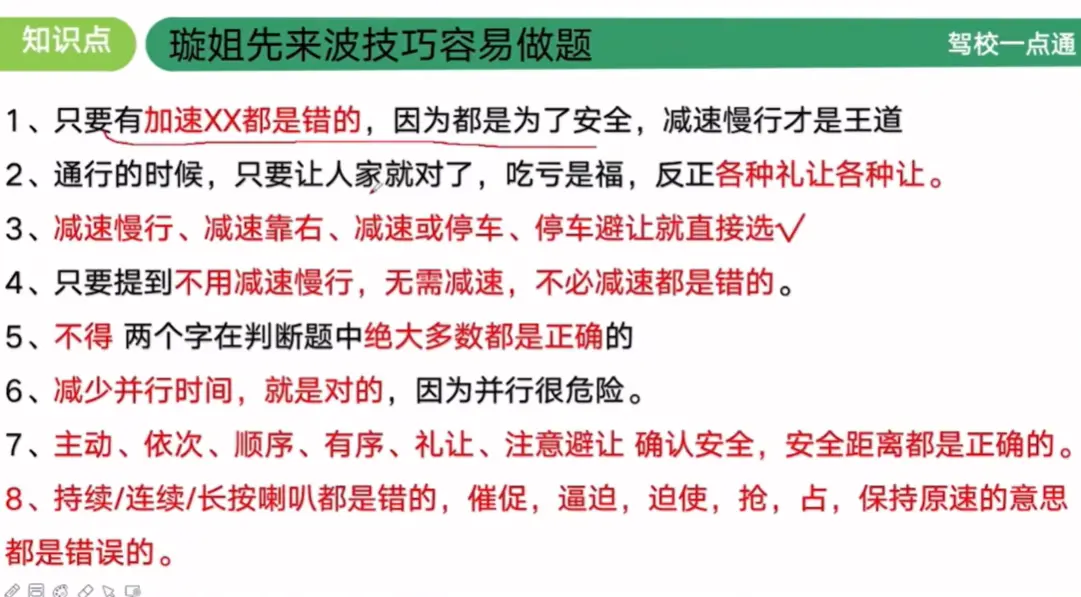 知识点
璇姐先来波技巧容易做题
驾校一点通
1、只要有加速XX都是错的，因为都是为了安全，减速慢行才是王道
2、通行的时候，只要让人家就对了，吃亏是福，反正各种礼让各种让。
3、减速慢行、减速靠右、减速或停车、停车避让就直接选√
4、只要提到不用减速慢行，无需减速，不必减速都是错的。
5、不得 两个字在判断题中绝大多数都是正确的
6、减少并行时间，就是对的，因为并行很危险。
7、主动、依次、顺序、有序、礼让、注意避让 确认安全，安全距离都是正确的。
8、持续/连续/长按喇叭都是错的，催促，逼迫，迫使，抢，占，保持原速的意思
都是错误的。